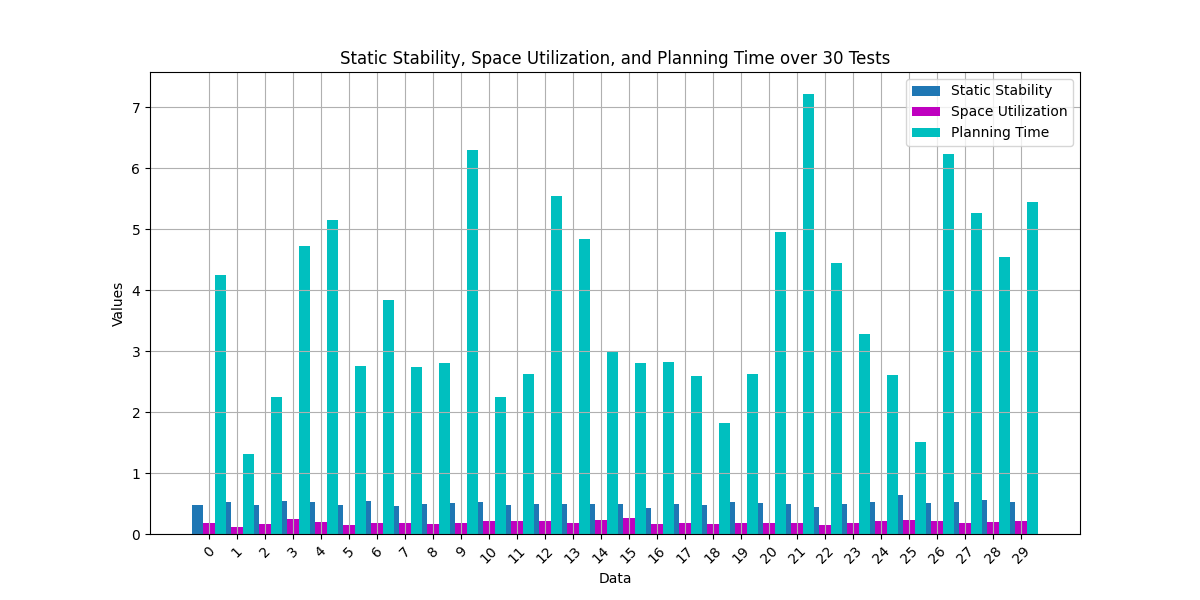 Static Stability, Space Utilization, and Planning Time over 30 Tests
Static Stability
Space Utilization
Planning Time
7
6
5
4
3
2
1
0
Values
0 1 2 3 4 5 6 7 8 9 10 11 12 13 14 15 16 17 18 19 20 21 22 23 24 25 26 27 28 29
Data